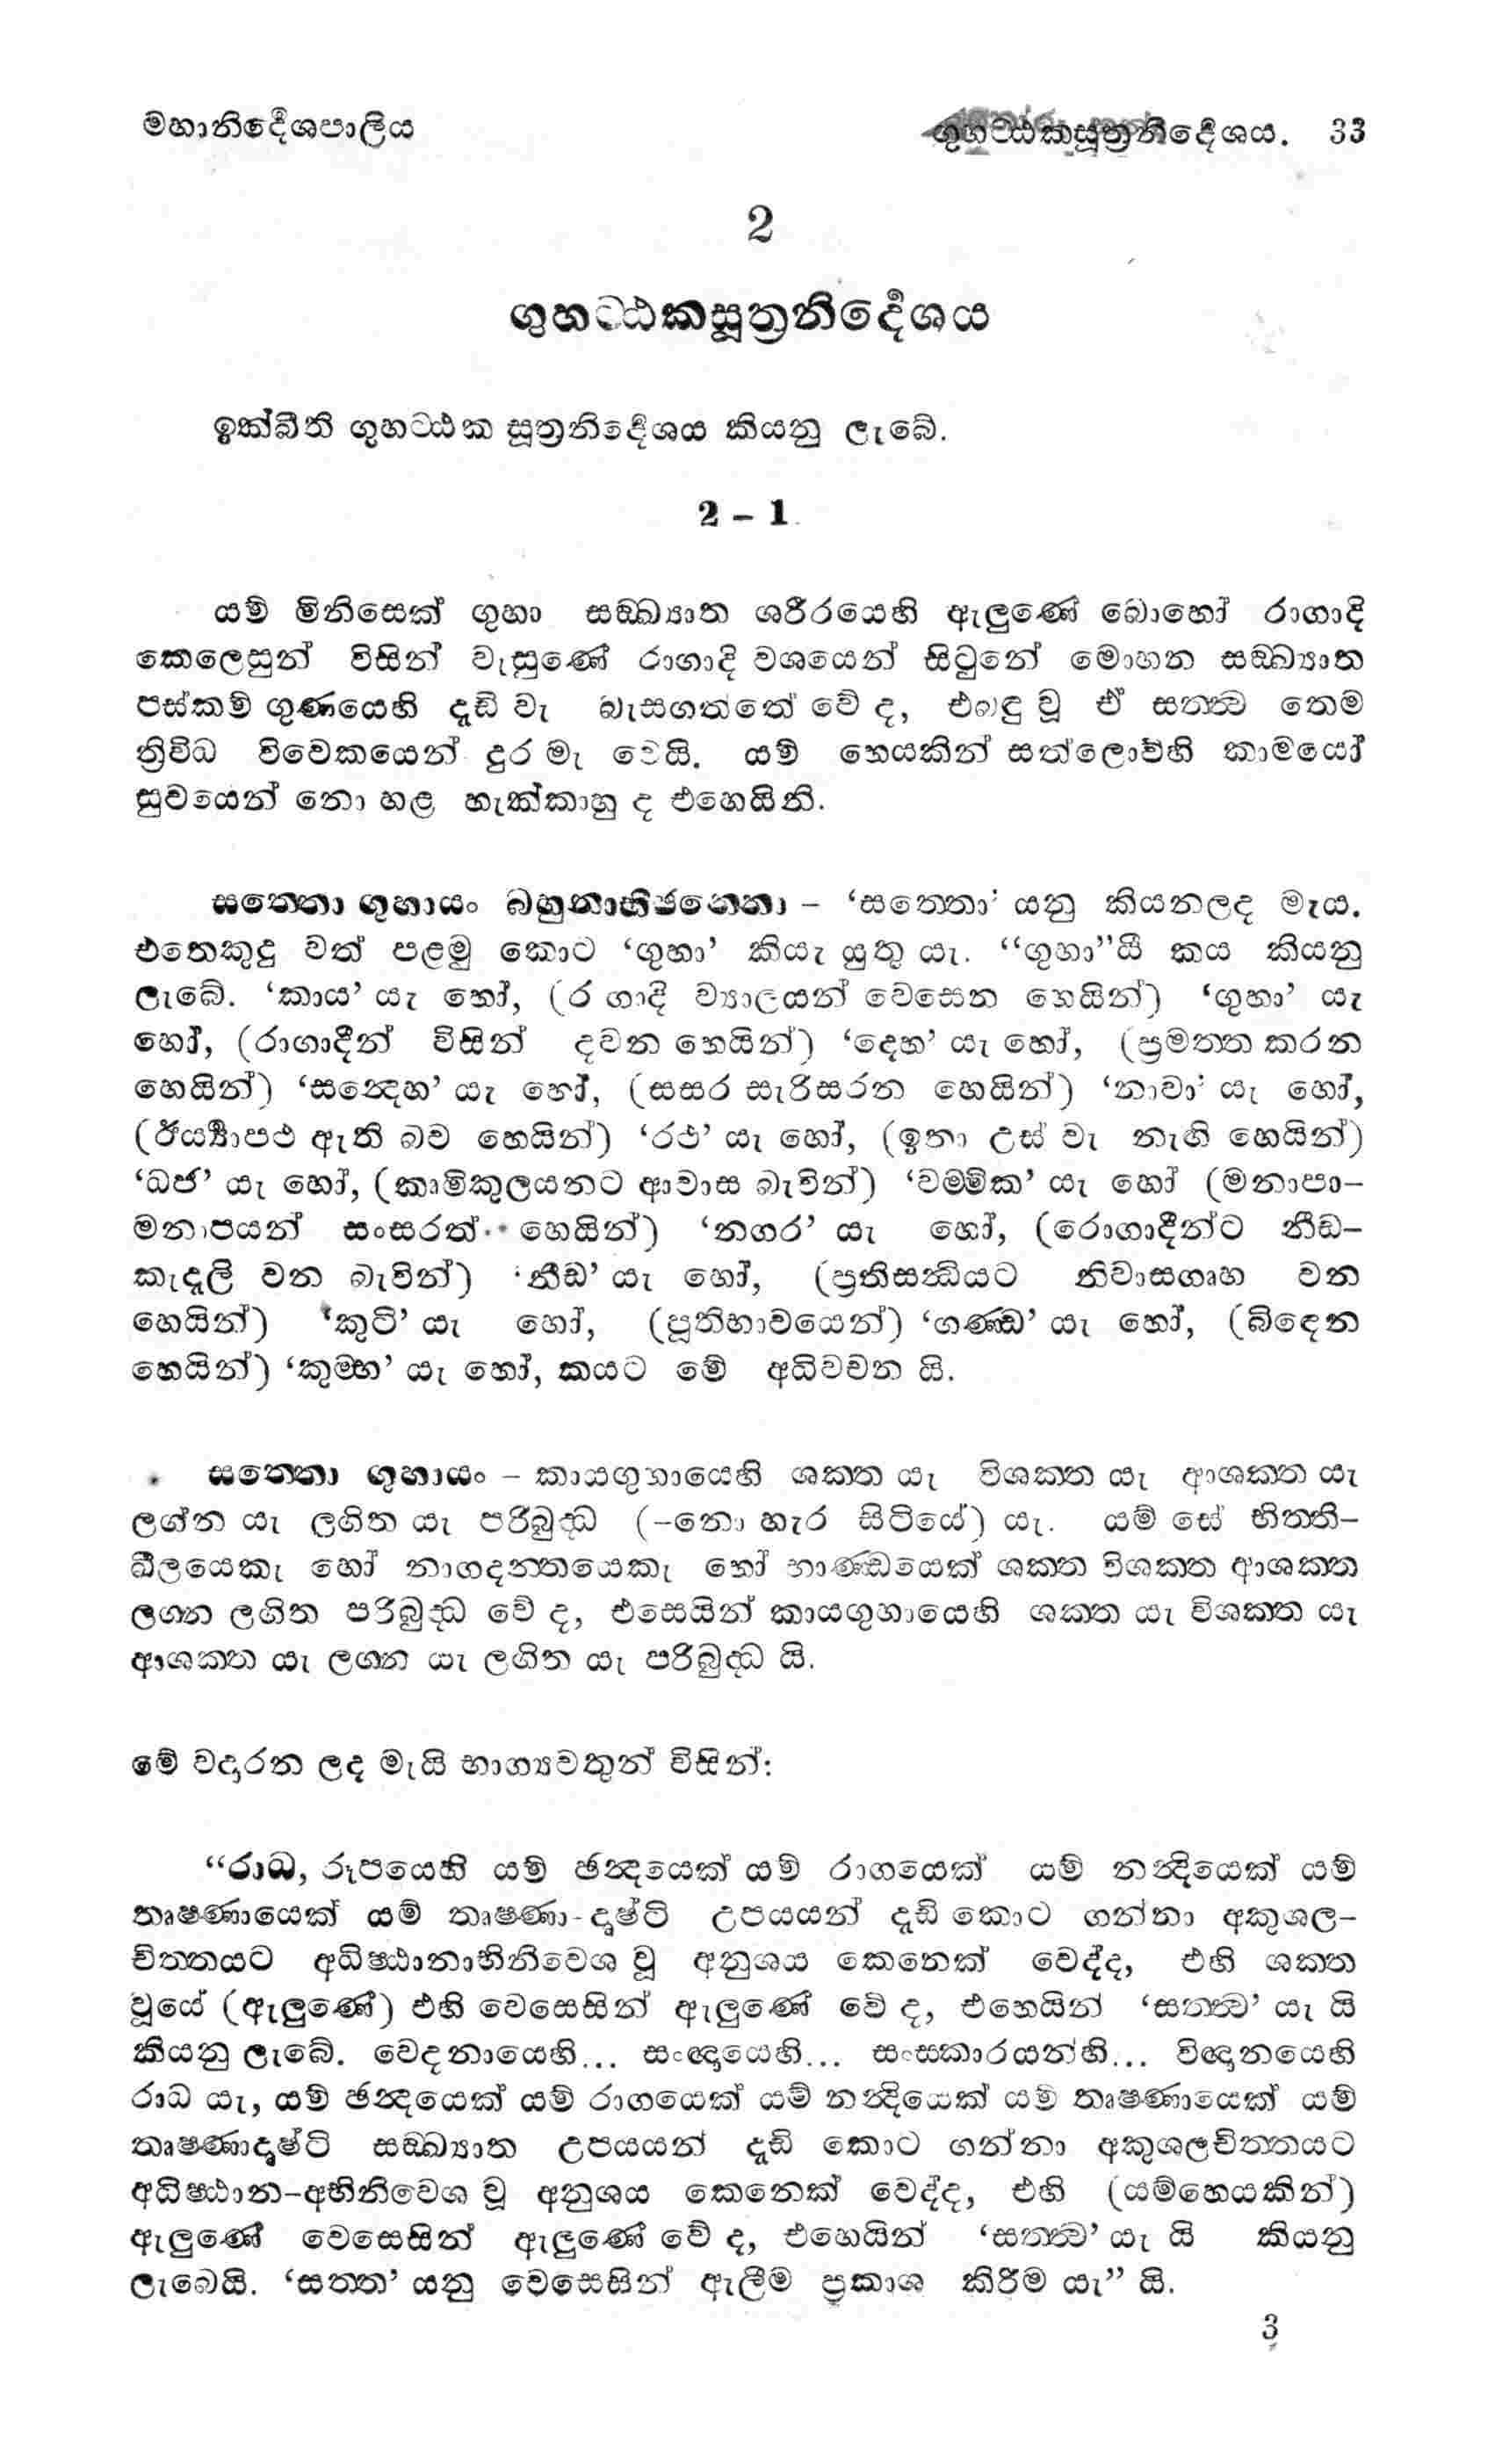 මහානිර්දේශපාලිය
ගුහට්ඨකසූත්‍රනිර්දේශය. 33
2
ගුහට්ඨකසූත්‍රනිර්දේශය
ඉක්බිති ගුහට්ඨක සූත්‍රනිර්දේශය කියනු ලැබේ.
2 – 1
යම් මිනිසෙක් ගුහා සඞ්ඛ්‍යාත ශරීරයෙහි ඇලුණේ බොහෝ රාගාදි
කෙලෙසුන් විසින් වැසුණේ රාගාදි වශයෙන් සිටුනේ මොහන සඞ්ඛ්‍යාත
පස්කම් ගුණයෙහි දැඩි වැ බැසගත්තේ වේ ද, එබඳු වූ ඒ සත්ත්‍ව තෙම
ත්‍රිවිධ විවෙකයෙන් දුර මැ වෙයි. යම් හෙයකින් සත්ලොව්හි කාමයෝ
සුවයෙන් නො හළ හැක්කාහු ද එහෙයිනි.
සත්තො ගුහායං බහුනාභිඡන්නො – ‘සත්තො’ යනු කියනලද මැය.
එතෙකුදු වත් පළමු කොට ‘ගුහා’ කියැ යුතු යැ. “ගුහා”යී කය කියනු
ලැබේ. ‘කාය’ යැ හෝ, (ර ගාදි ව්‍යාලයන් වෙසෙන හෙයින්) ‘ගුහා’ යැ
හෝ, (රාගාදීන් විසින් දවන හෙයින්) ‘දෙහ’ යැ හෝ, (ප්‍රමත්ත කරන
හෙයින්) ‘සන්දෙහ’ යැ හෝ, (සසර සැරිසරන හෙයින්) ‘නාවා’ යැ හෝ,
(ඊර්‍ය්‍යාපථ ඇති බව හෙයින්) ‘රථ’ යැ හෝ, (ඉතා උස් වැ නැඟි හෙයින්)
‘ධජ’ යැ හෝ, (කෘමිකුලයනට ආවාස බැවින්) ‘වම්මික’ යැ හෝ (මනාපා–
මනාපයන් සංසරත් හෙයින්) ‘නගර’ යැ හෝ, (රොගාදීන්ට නීඩ–
කැදලි වන බැවින්) ‘නීඩ’ යැ හෝ, (ප්‍රතිසන්ධියට නිවාසගෘහ වන
හෙයින්) ‘කුටි’ යැ හෝ, (පූතිභාවයෙන්) ‘ගණ්ඩ’ යැ හෝ, (බිඳෙන
හෙයින්) ‘කුම්භ’ යැ හෝ, කයට මේ අධිවචන යි.
සත්තො ගුහායං – කායගුහායෙහි ශක්ත යැ විශක්ත යැ ආශක්ත යැ
ලග්න යැ ලගිත යැ පරිබුද්ධ (–නො හැර සිටියේ) යැ. යම් සේ භිත්ති–
ඛීලයෙකැ හෝ නාගදන්තයෙකැ හෝ භාණ්ඩයෙක් ශක්ත විශක්ත ආශක්ත
ලග්න ලගිත පරිබුද්ධ වේ ද, එසෙයින් කායගුහායෙහි ශක්ත යැ විශක්ත යැ
ආශක්ත යැ ලග්න යැ ලගිත යැ පරිබුද්ධ යි.
මේ වදාරන ලද මැයි භාග්‍යවතුන් විසින්:
“රාධ, රූපයෙහි යම් ඡන්දයෙක් යම් රාගයෙක් යම් නන්දියෙක් යම්
තෘෂ්ණායෙක් යම් තෘෂ්ණා-දෘෂ්ටි උපයයන් දැඩි කොට ගන්නා අකුශල–
චිත්තයට අධිෂ්ඨානාභිනිවෙශ වූ අනුශය කෙනෙක් වෙද්ද, එහි ශක්ත
වූයේ (ඇලුණේ) එහි වෙසෙසින් ඇලුණේ වේ ද, එහෙයින් ‘සත්ත්‍ව’ යැ යි
කියනු ලැබේ. වෙදනායෙහි... සංඥායෙහි... සංස්කාරයන්හි... විඥානයෙහි
රාධ යැ, යම් ඡන්දයෙක් යම් රාගයෙක් යම් නන්දියෙක් යම් තෘෂ්ණායෙක් යම්
තෘෂ්ණාදෘෂ්ටි සඞ්ඛ්‍යාත උපයයන් දැඩි කොට ගන්නා අකුශලචිත්තයට
අධිෂ්ඨාන–අභිනිවෙශ වූ අනුශය කෙනෙක් වෙද්ද, එහි (යම්හෙයකින්)
ඇලුණේ වෙසෙසින් ඇලුණේ වේ ද, එහෙයින් ‘සත්ත්‍ව’ යැ යි කියනු
ලැබෙයි. ‘සත්ත’ යනු වෙසෙසින් ඇලීම ප්‍රකාශ කිරීම යැ” යි.
3